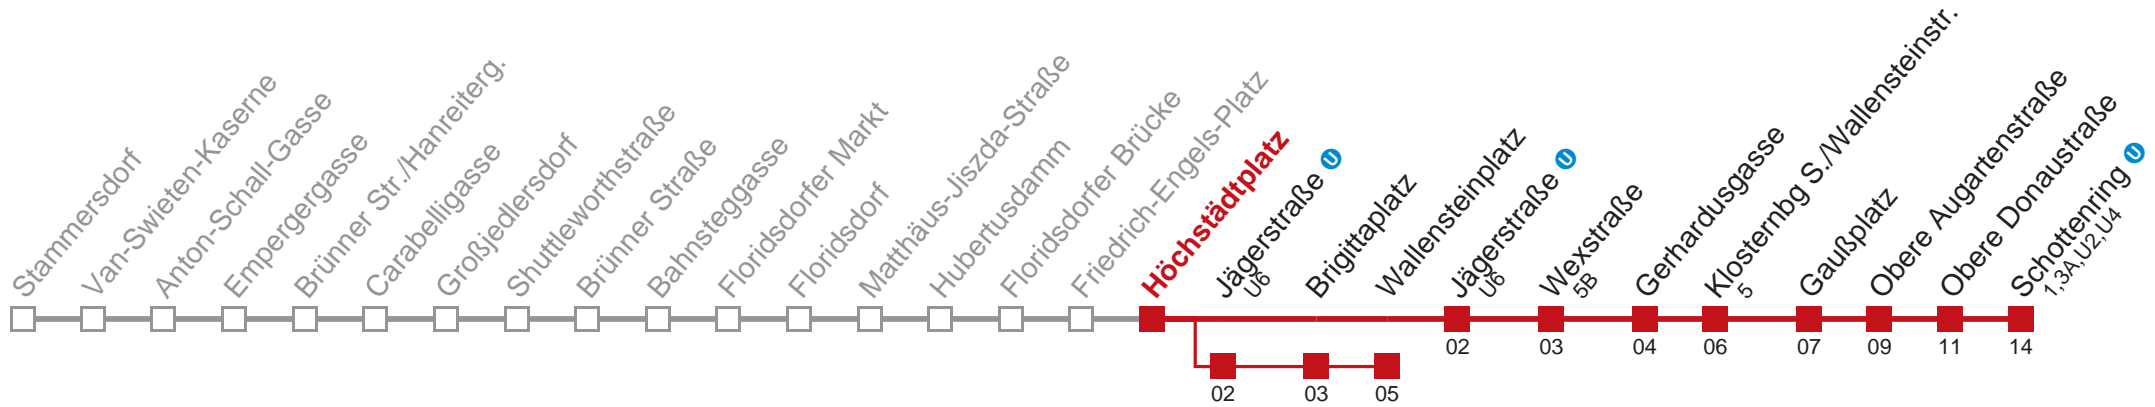 Stammersdorf
Van-Swieten-Kaserne
Anton-Schall-Gasse
Empergergasse
Brünner Str./Hanreiterg.
Carabelligasse
Großjedlersdorf
Shuttleworthstraße
Brünner Straße
Bahnsteggasse
Floridsdorfer Markt
Floridsdorf
Matthäus-Jiszda-Straße
Hubertusdamm
Floridsdorfer Brücke
Friedrich-Engels-Platz
Höchstädtplatz
Jägerstraße U
U6
Brigittaplatz
Wallensteinplatz
Jägerstraße U
U6
Wexstraße
5B
Gerhardusgasse
Klosternbg S./Wallensteinstr.
5
Gaußplatz
Obere Augartenstraße
Obere Donaustraße
Schottenring U
1,3A,U2,U4
02 03 04 06 07 09 11 14
02 03 05